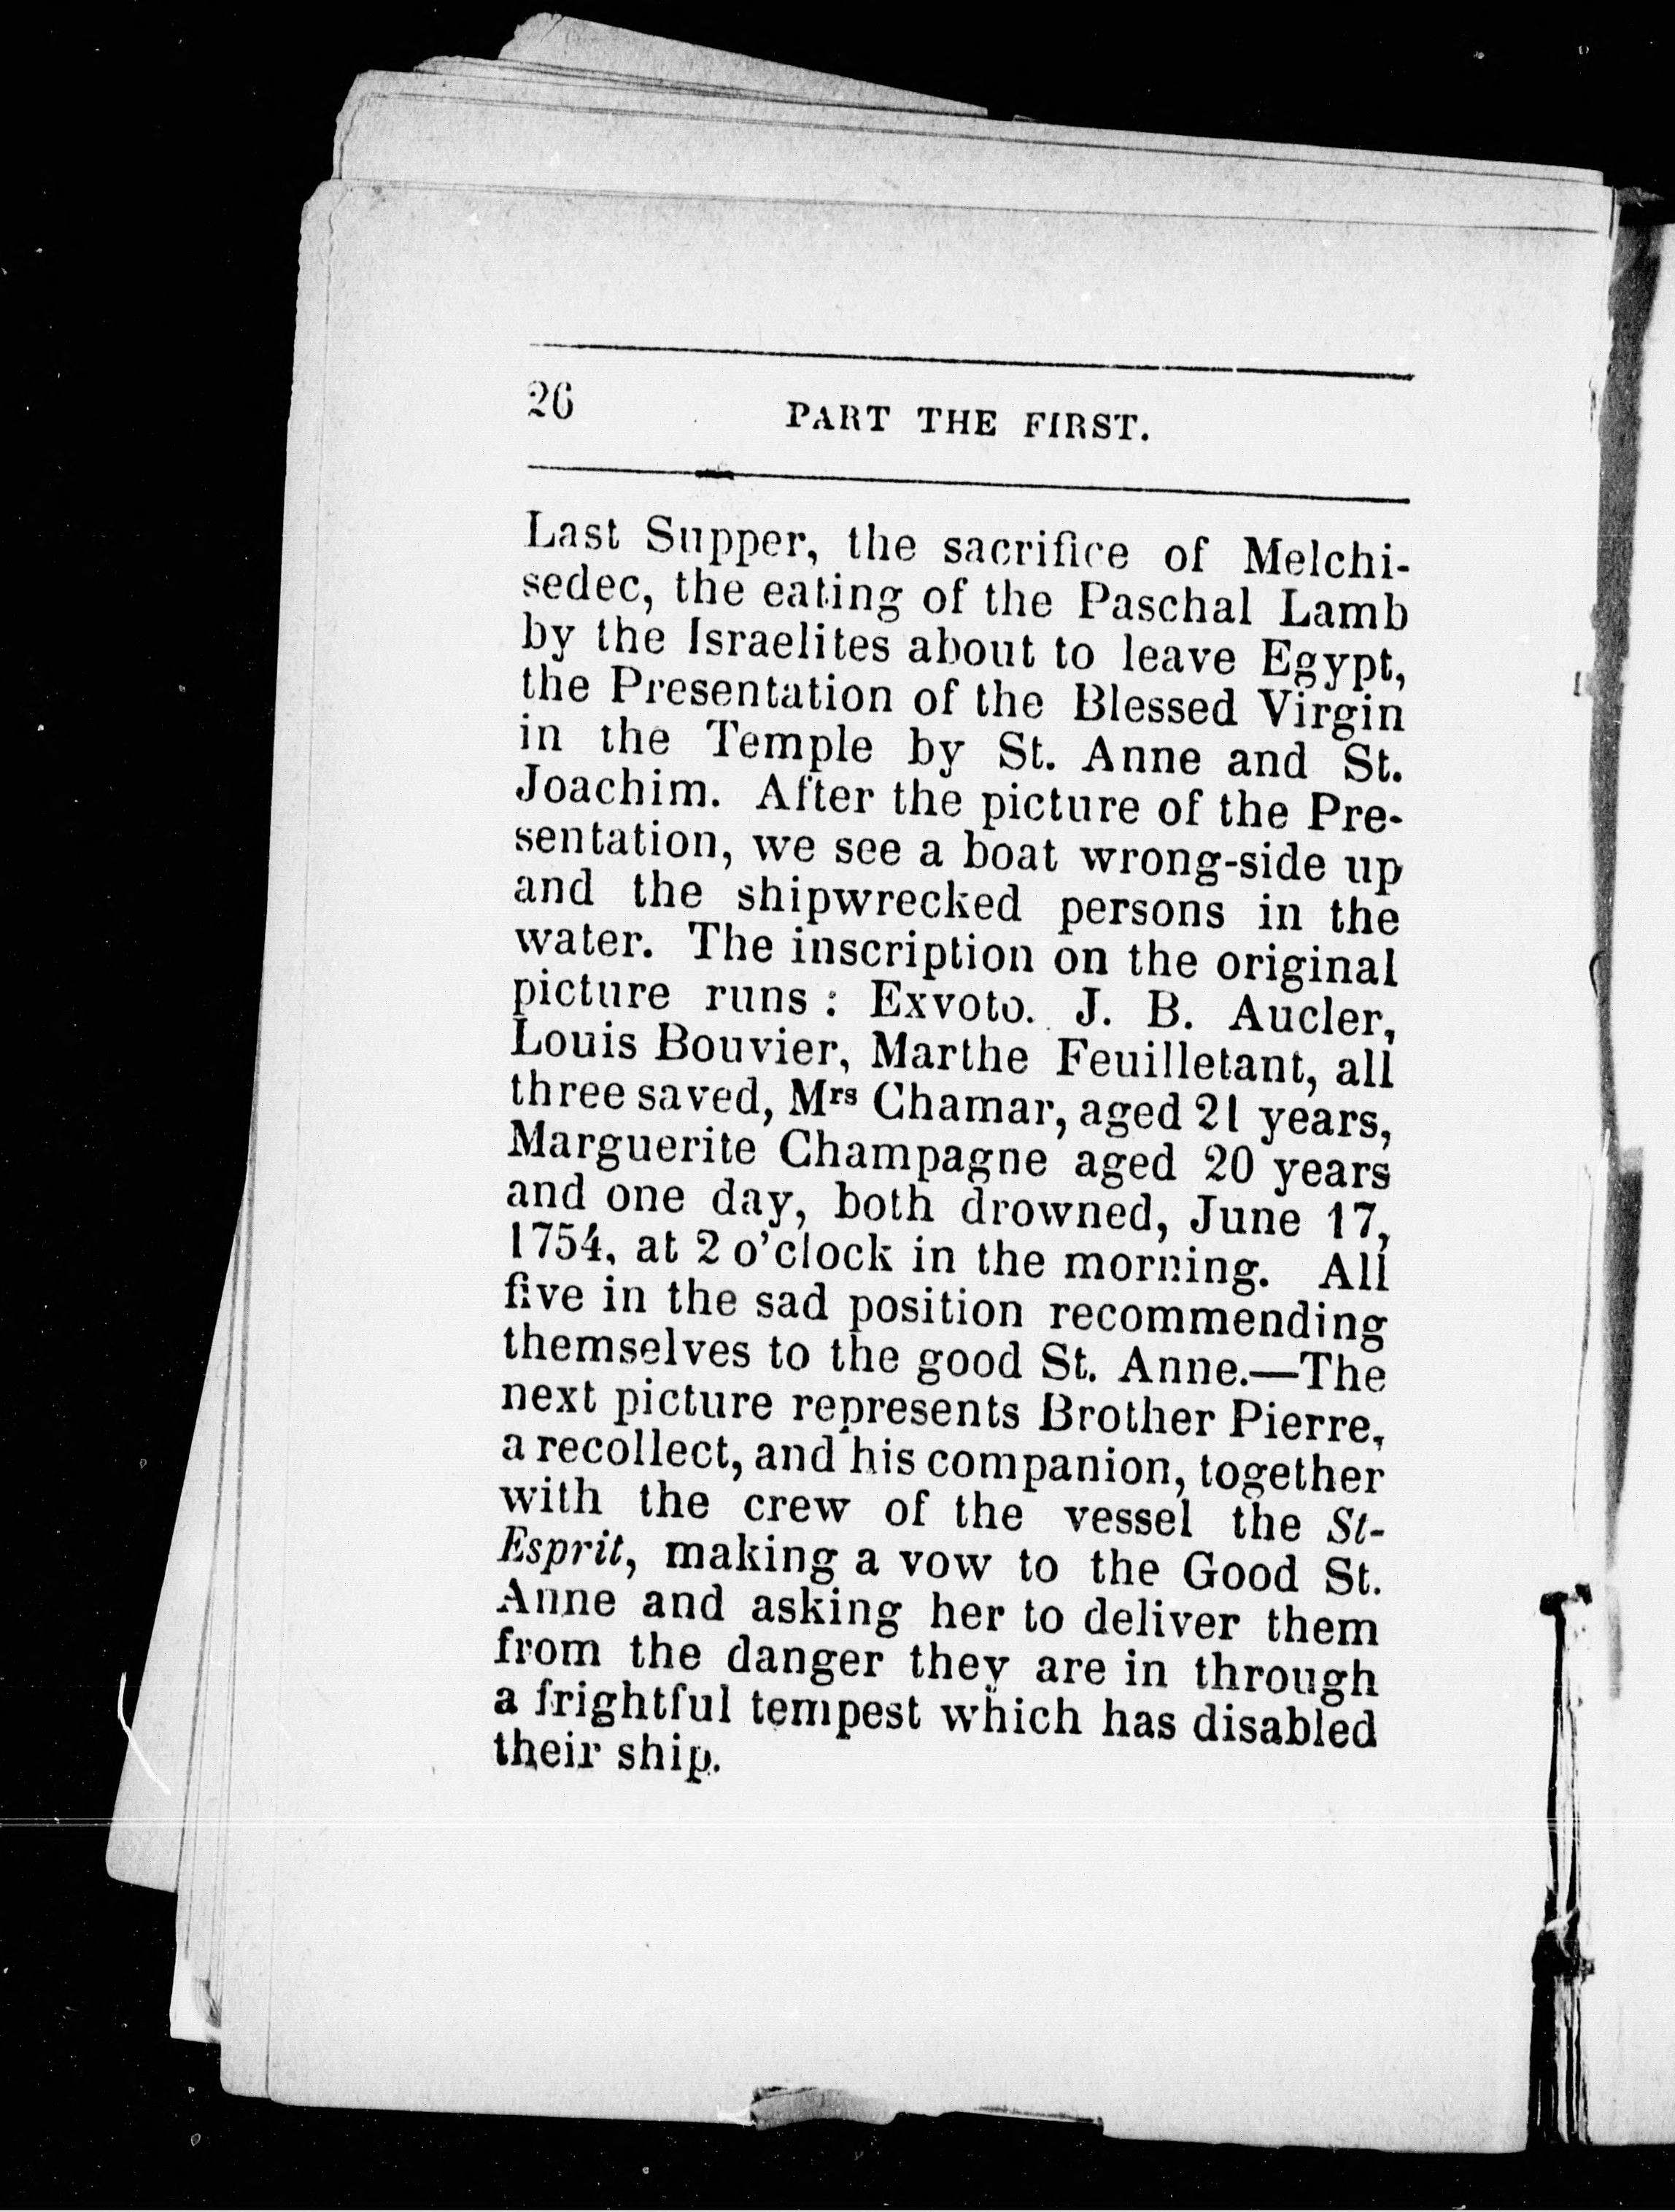 26
PART THE FIRST.
Last Supper, the sacrifice of Melchi-
sedec, the eating of the Paschal Lamb
by the Israelites about to leave Egypt,
the Presentation of the Blessed Virgin
in the Temple by St. Anne and St.
Joachim. After the picture of the Pre-
sentation, we see a boat wrong-side up
and the shipwrecked persons in the
water. The inscription on the original
picture runs : Exvoto. J. B. Aucler,
Louis Bouvier, Marthe Feuilletant, all
three saved, Mrs Chamar, aged 21 years,
Marguerite Champagne aged 20 years
and one day, both drowned, June 17,
1754, at 2 o'clock in the morning. All
five in the sad position recommending
themselves to the good St. Anne.—The
next picture represents Brother Pierre,
a recollect, and his companion, together
with the crew of the vessel the St-
Esprit, making a vow to the Good St.
Anne and asking her to deliver them
from the danger they are in through
a frightful tempest which has disabled
their ship.